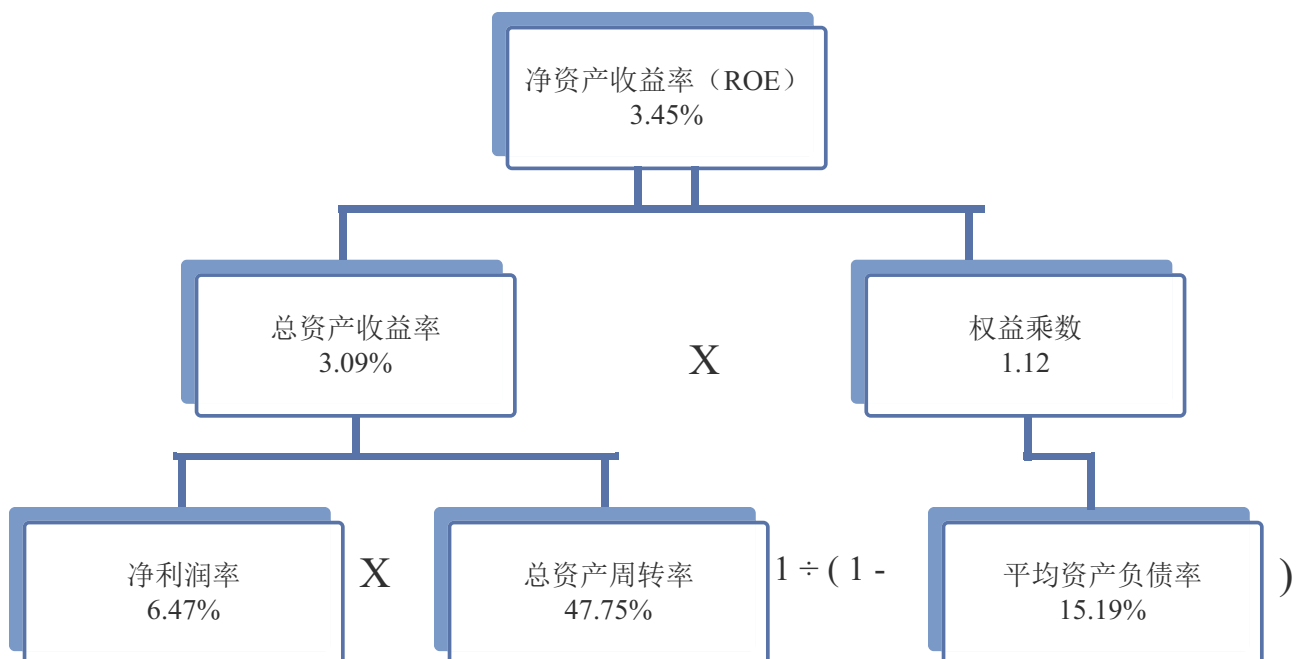 净资产收益率（ROE）
3.45%
总资产收益率
3.09%
X
权益乘数
1.12
净利润率
6.47%
X
总资产周转率
47.75%
1 ÷ ( 1 -
平均资产负债率
15.19%
)